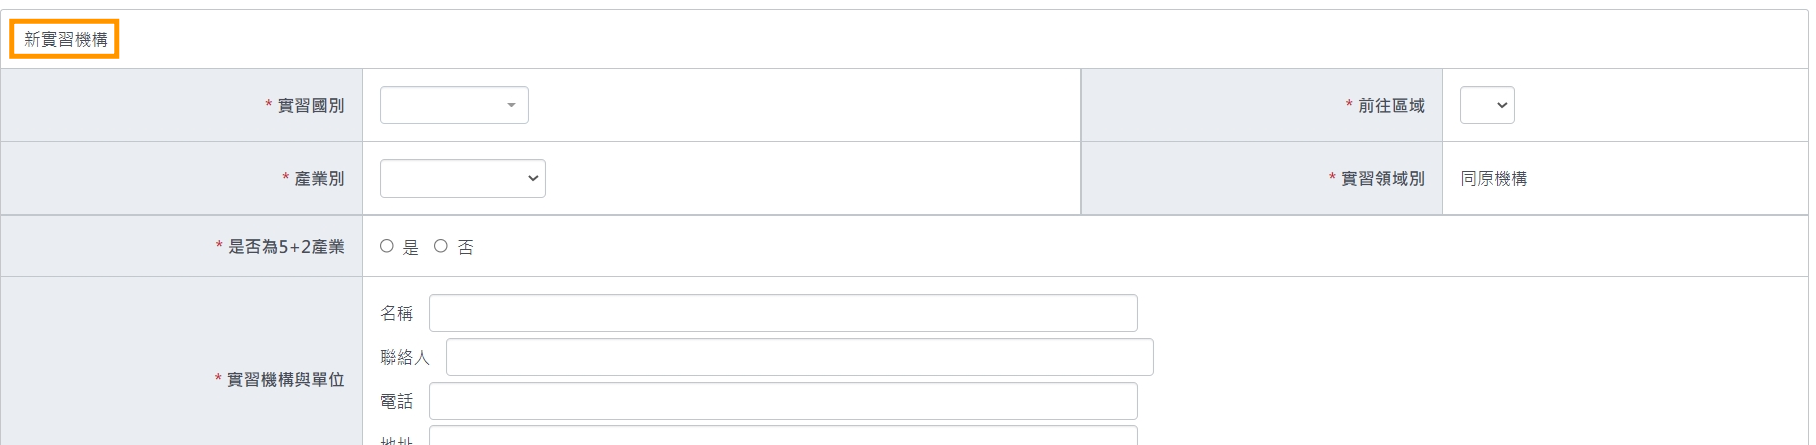 新實習機構
* 實習國別
* 前往區域
* 產業別
* 實習領域別 同原機構
* 是否為5+2產業 是 否
* 實習機構與單位
名稱
聯絡人
電話
地址